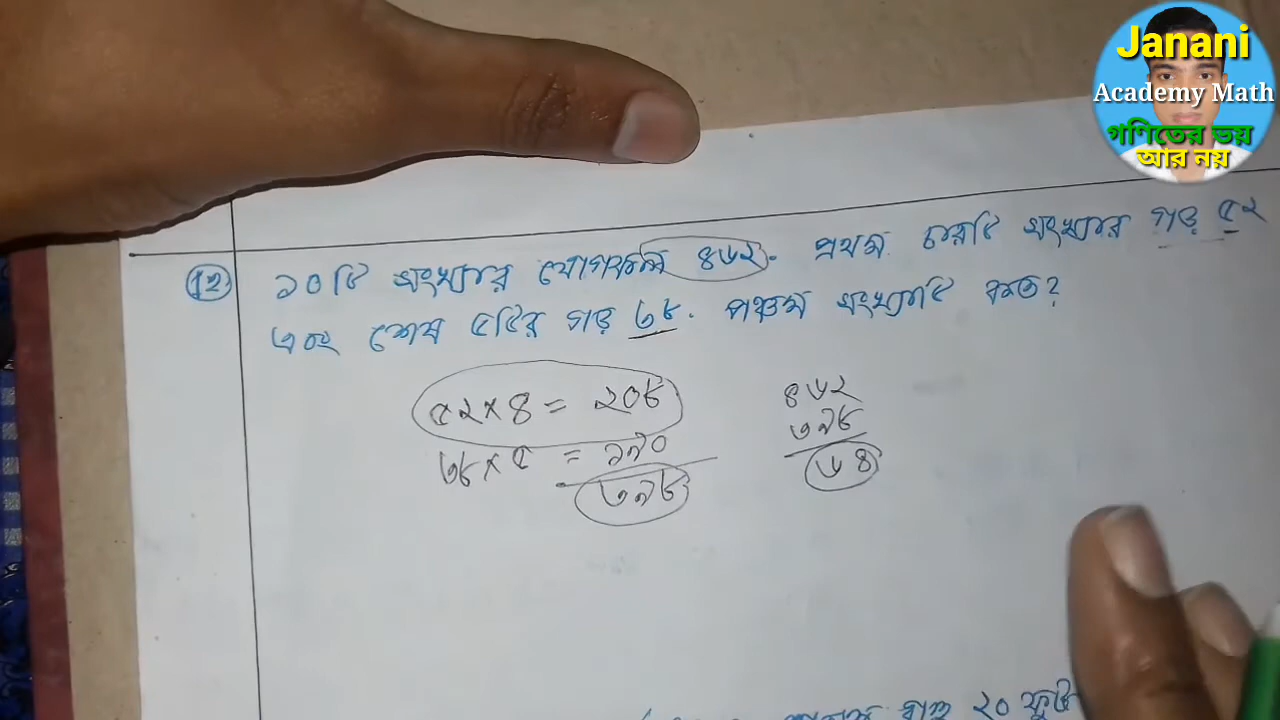 Janani
Academy Math
গণিতের ভয়
আর নয়
12 ১০টি সংখ্যার যোগফল ৪৬২. প্রথম চারটি সংখ্যার গড় ৫২
এবং শেষ ৫টির গড় ৩৮. পঞ্চম সংখ্যাটি কত?
৫২×৪ = ২০৮
৩৮×৫ = ১৯০
৩৯৮
৪৬২
৩৯৮
৬৪
২০ ফুট